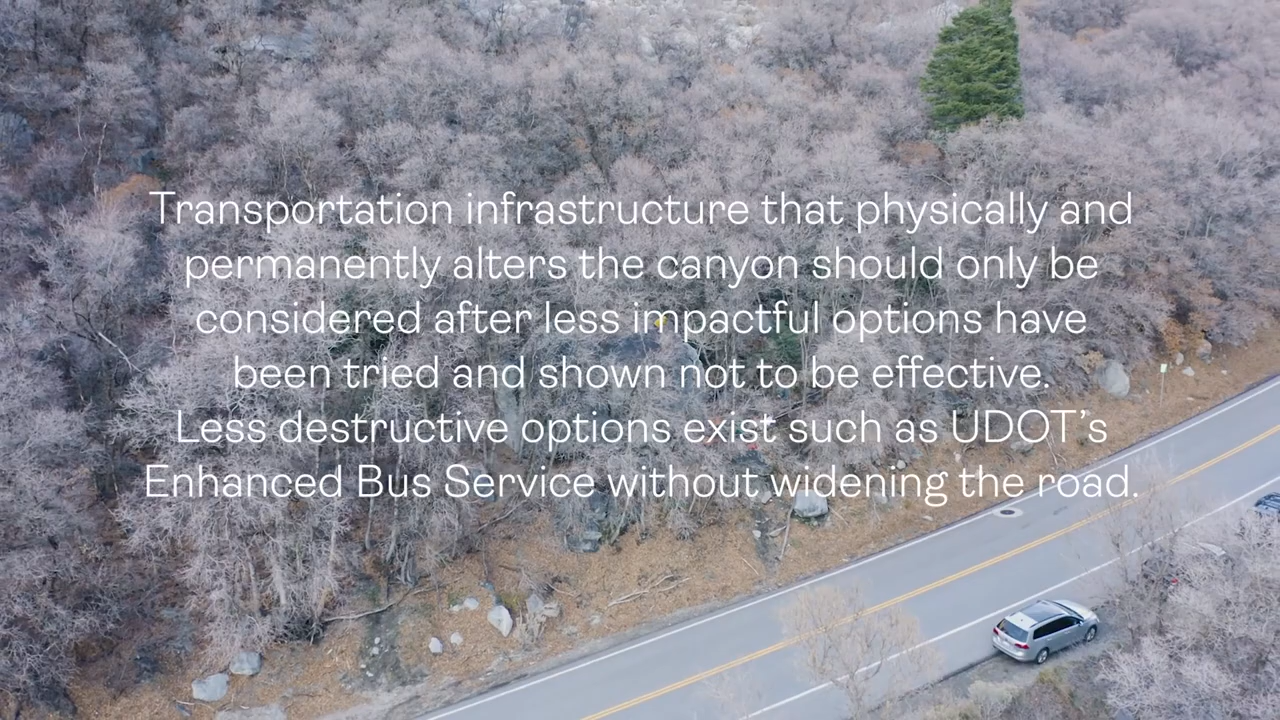 Transportation infrastructure that physically and
permanently alters the canyon should only be
considered after less impactful options have
been tried and shown not to be effective.
Less destructive options exist such as UDOT’s
Enhanced Bus Service without widening the road.